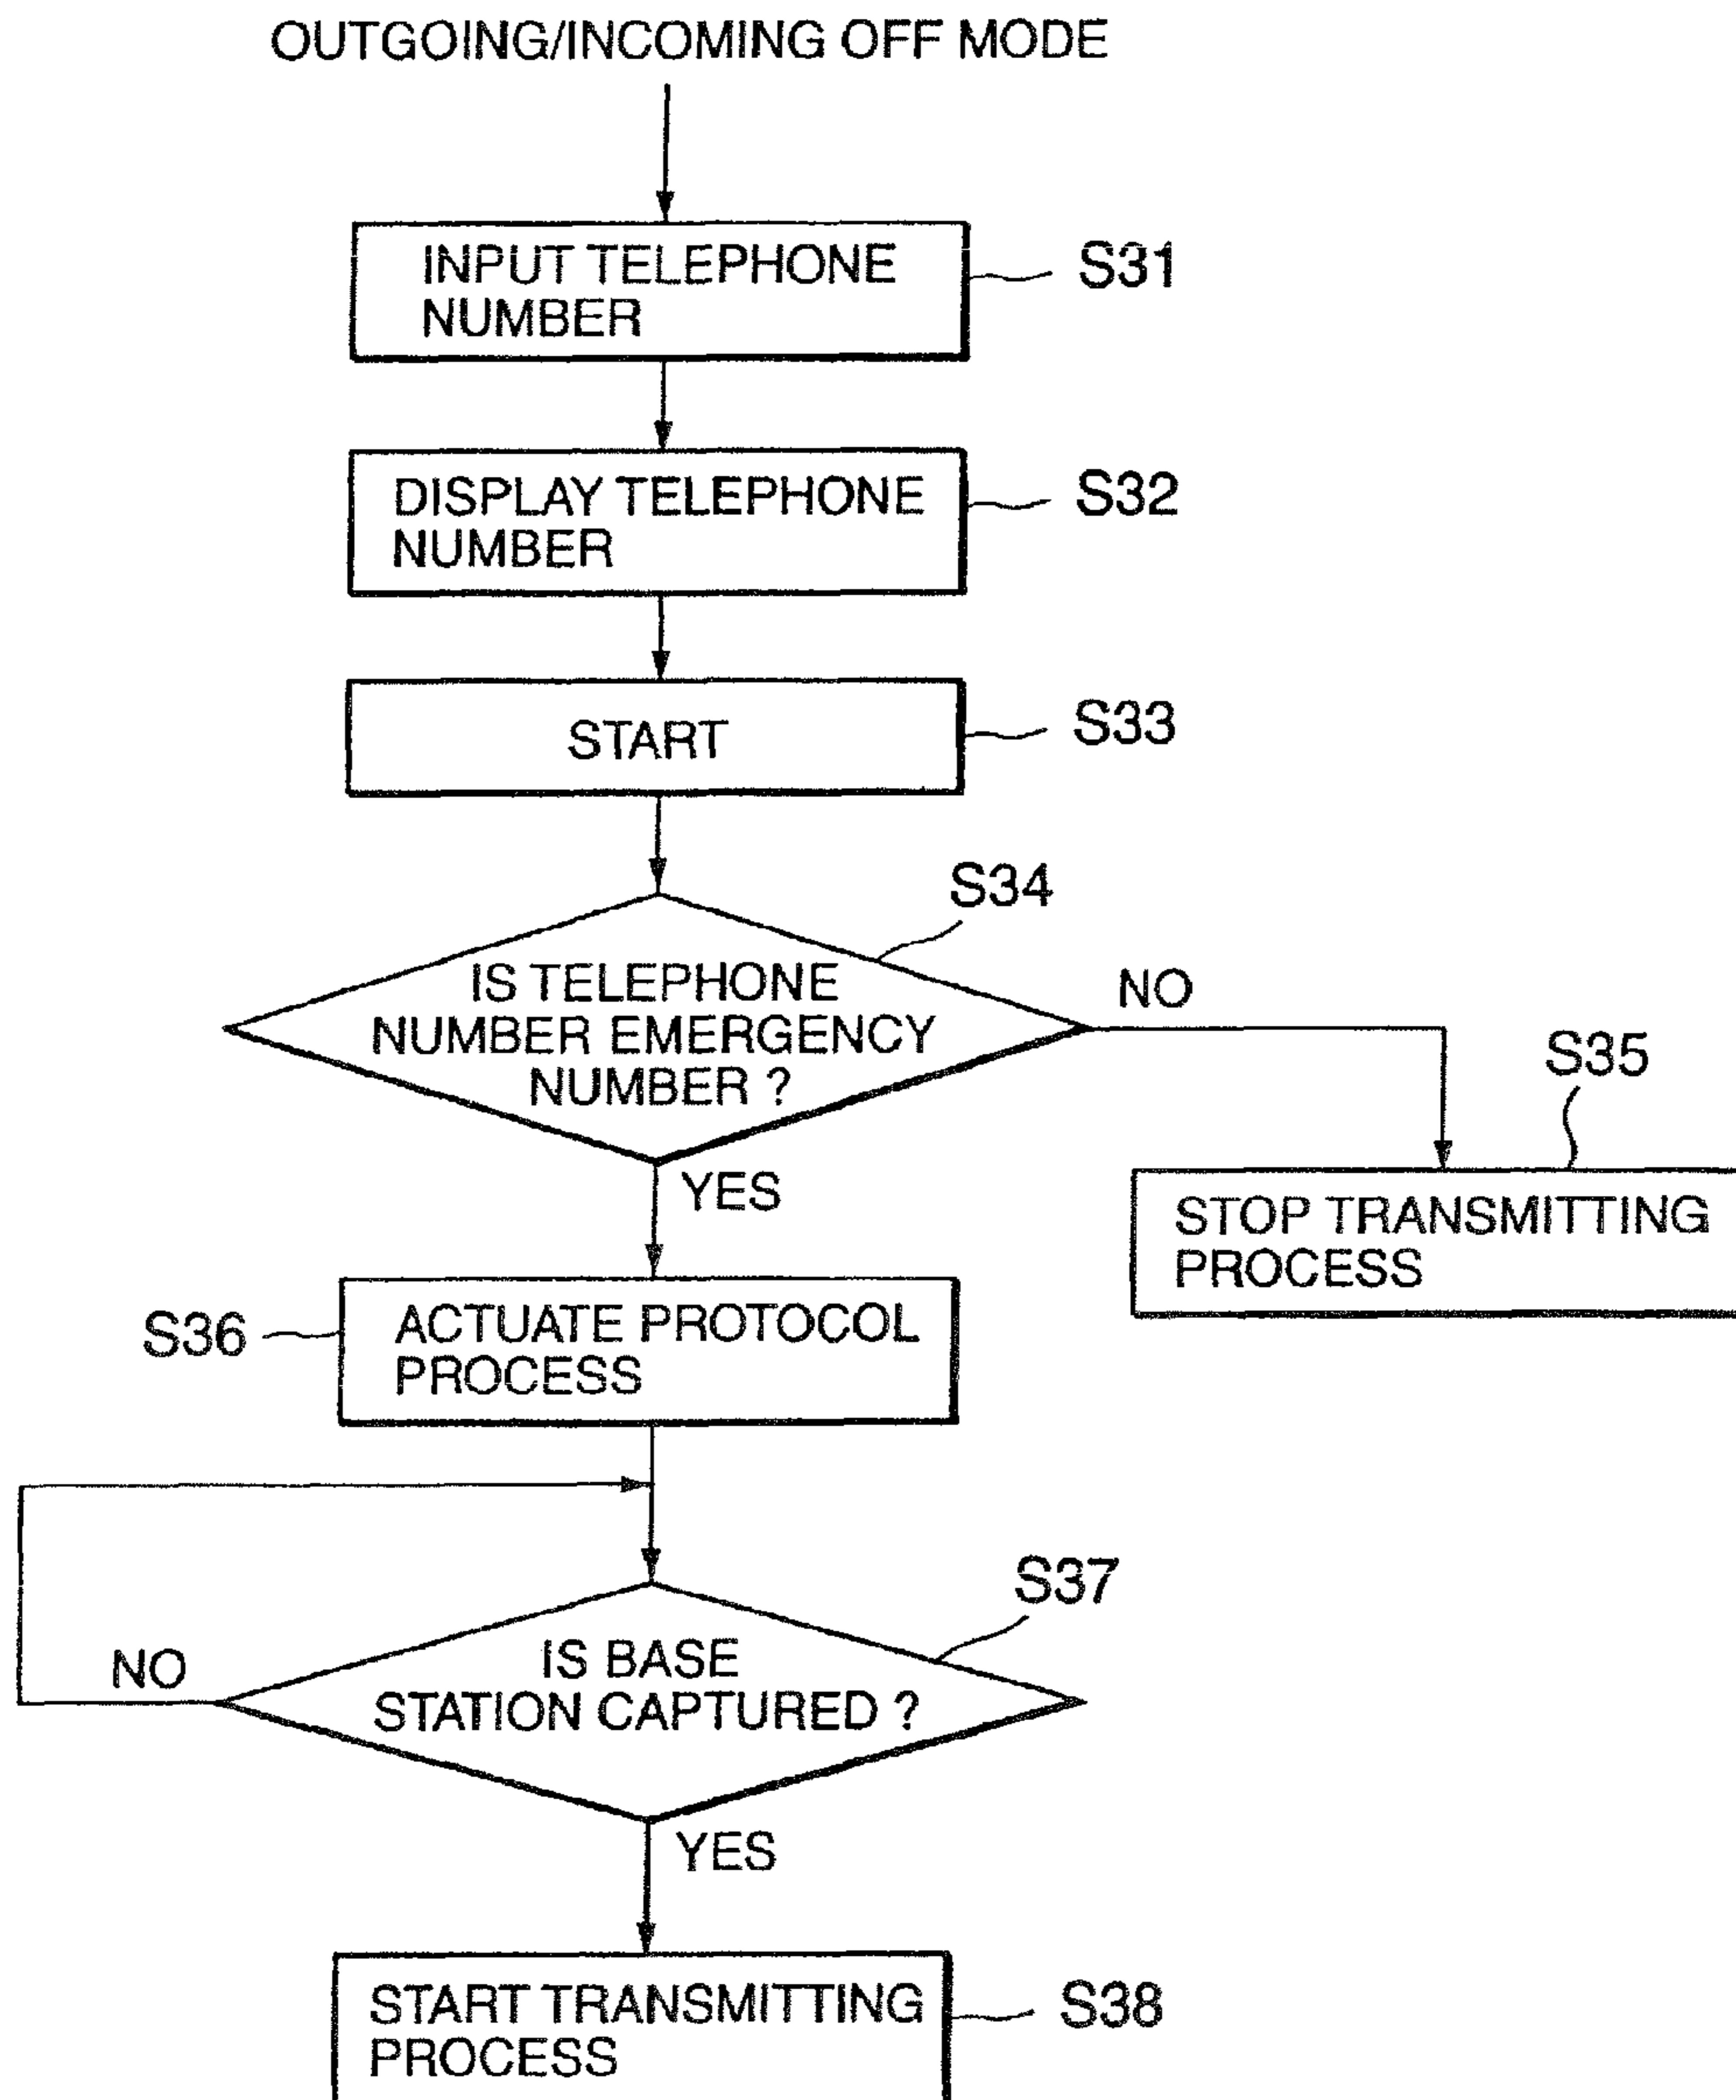 OUTGOING/INCOMING OFF MODE
INPUT TELEPHONE
NUMBER
S31
DISPLAY TELEPHONE
NUMBER
S32
START
S33
S34
IS TELEPHONE
NUMBER EMERGENCY
NUMBER ?
NO
YES
S35
STOP TRANSMITTING
PROCESS
S36
ACTUATE PROTOCOL
PROCESS
S37
IS BASE
STATION CAPTURED ?
NO
YES
START TRANSMITTING
PROCESS
S38